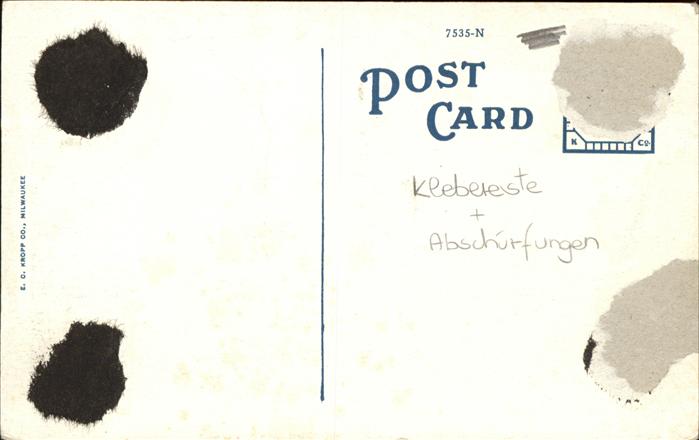 7535-N
POST
CARD
K Co.
Klebereste
+
Abschürfungen
E. C. KROPP CO., MILWAUKEE